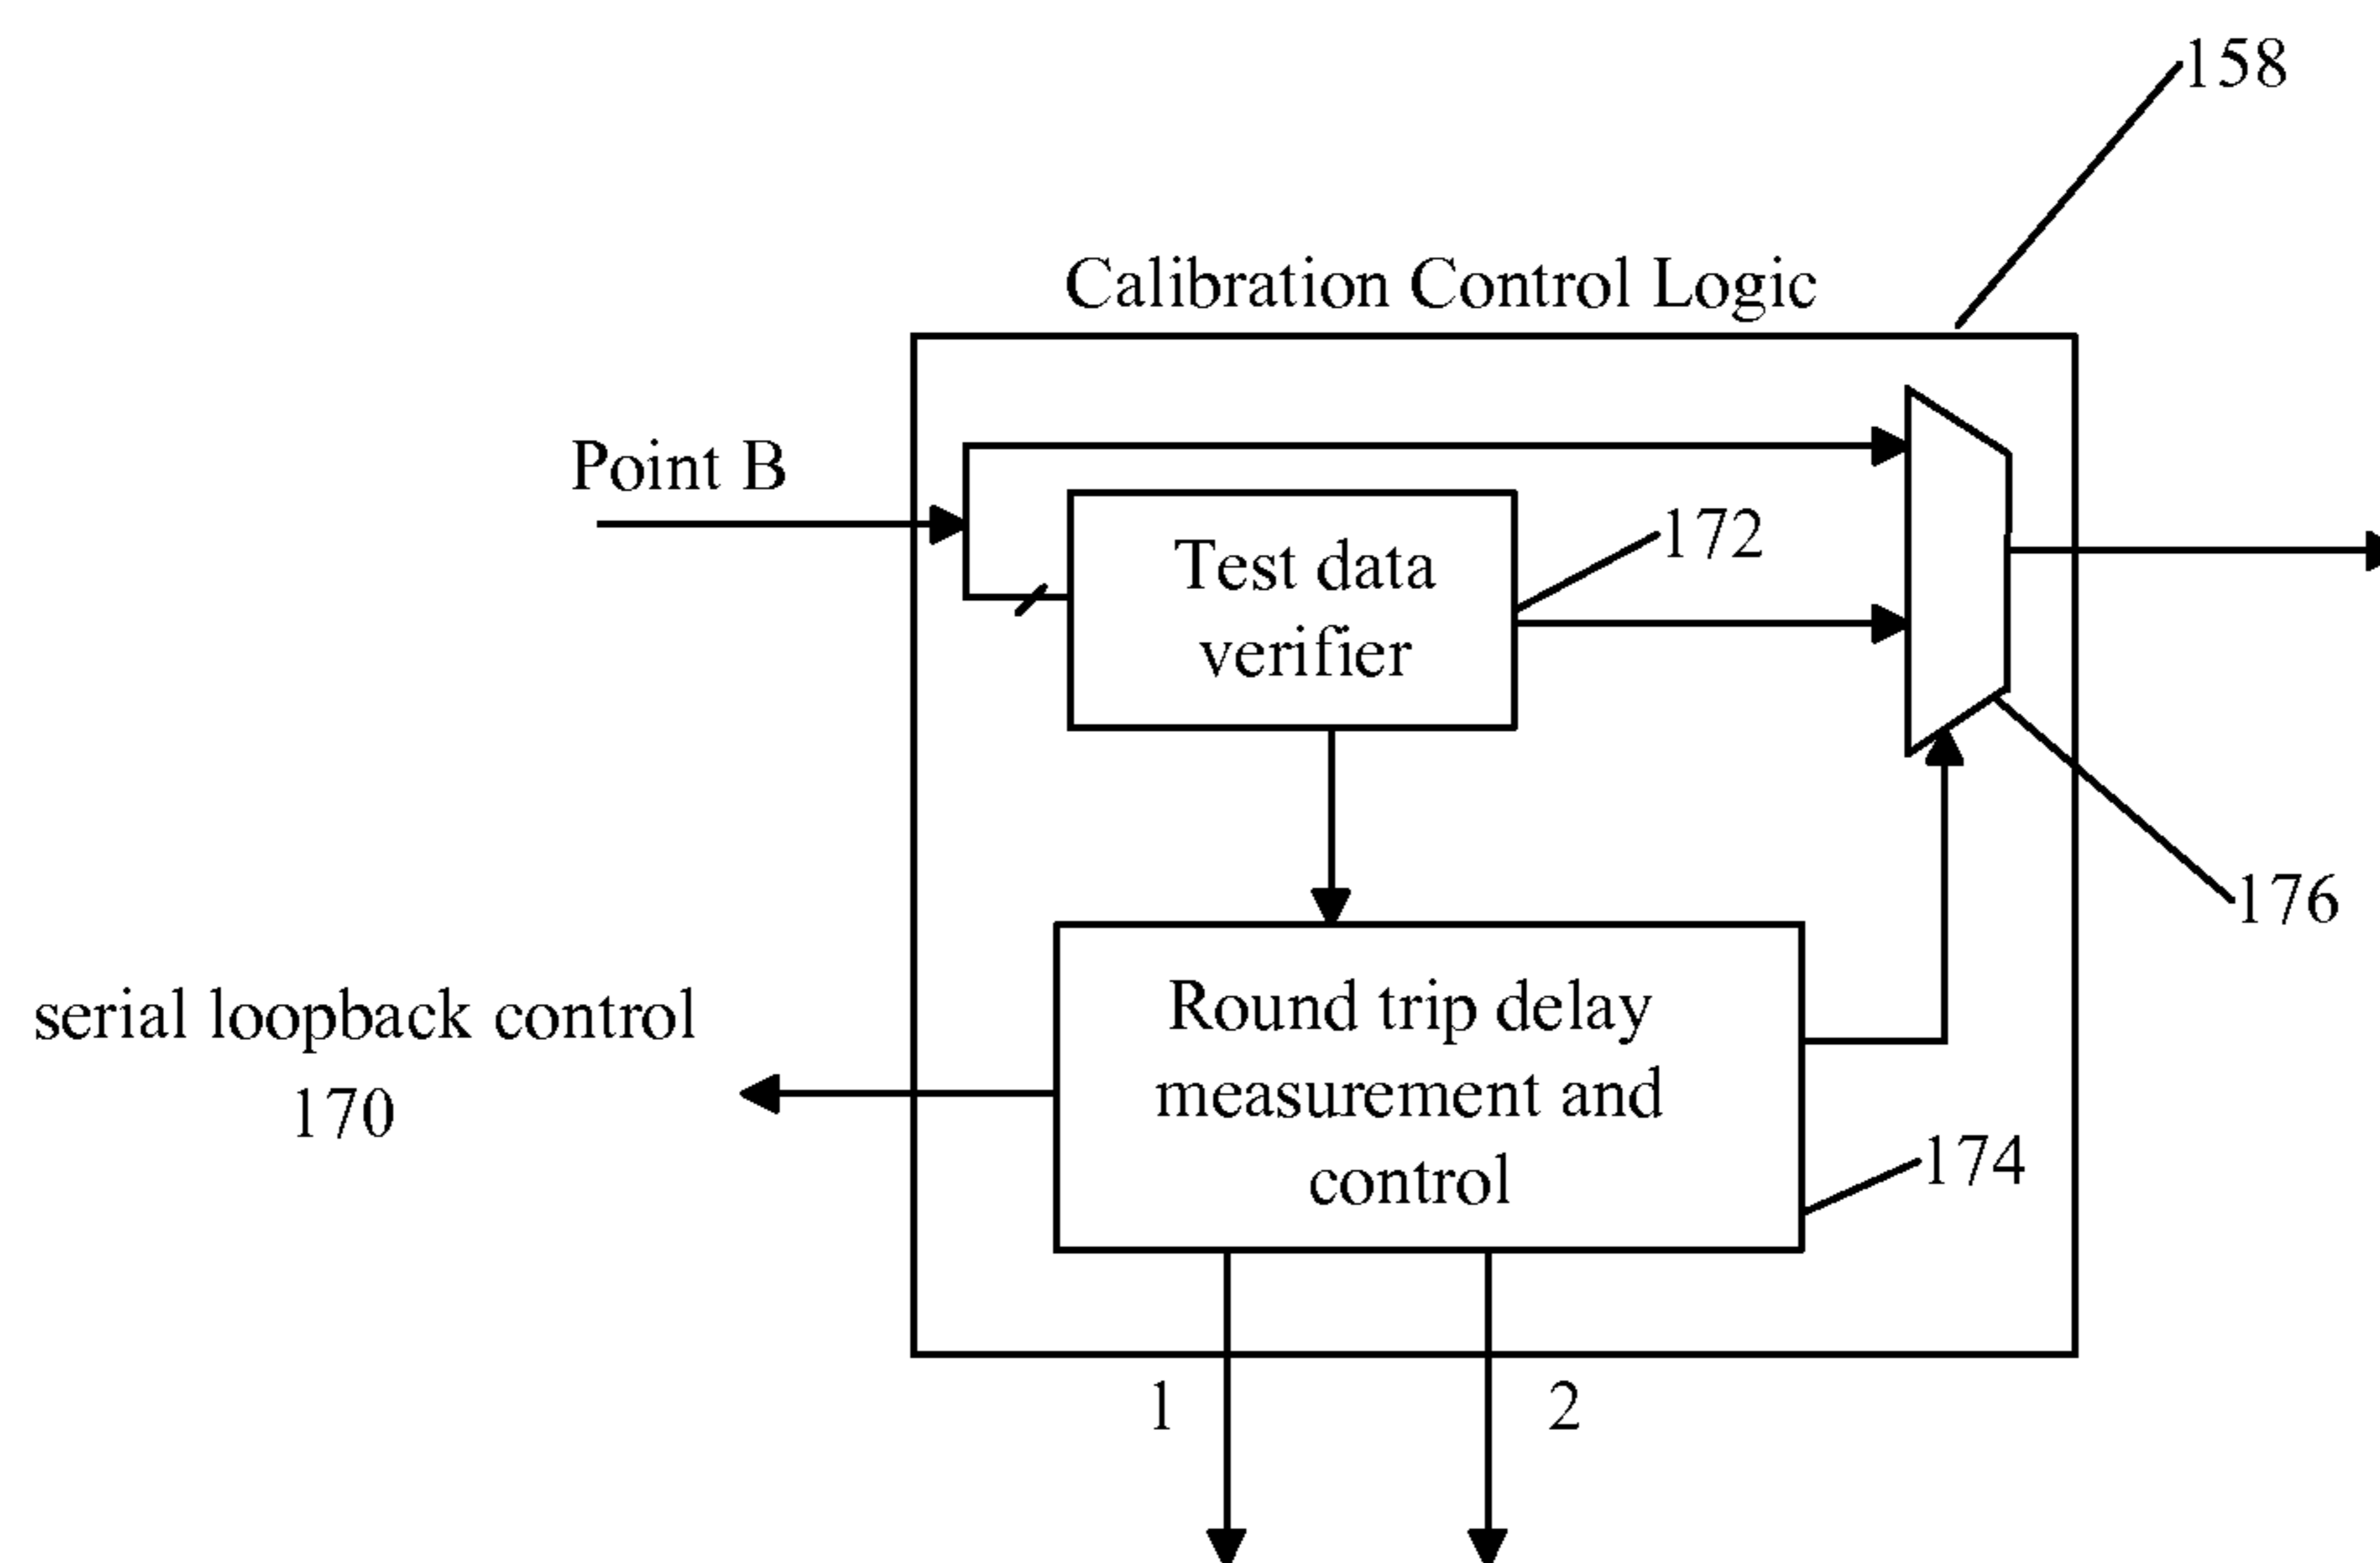 158
Calibration Control Logic
Point B
Test data
verifier
172
176
serial loopback control
170
Round trip delay
measurement and
control
174
1
2